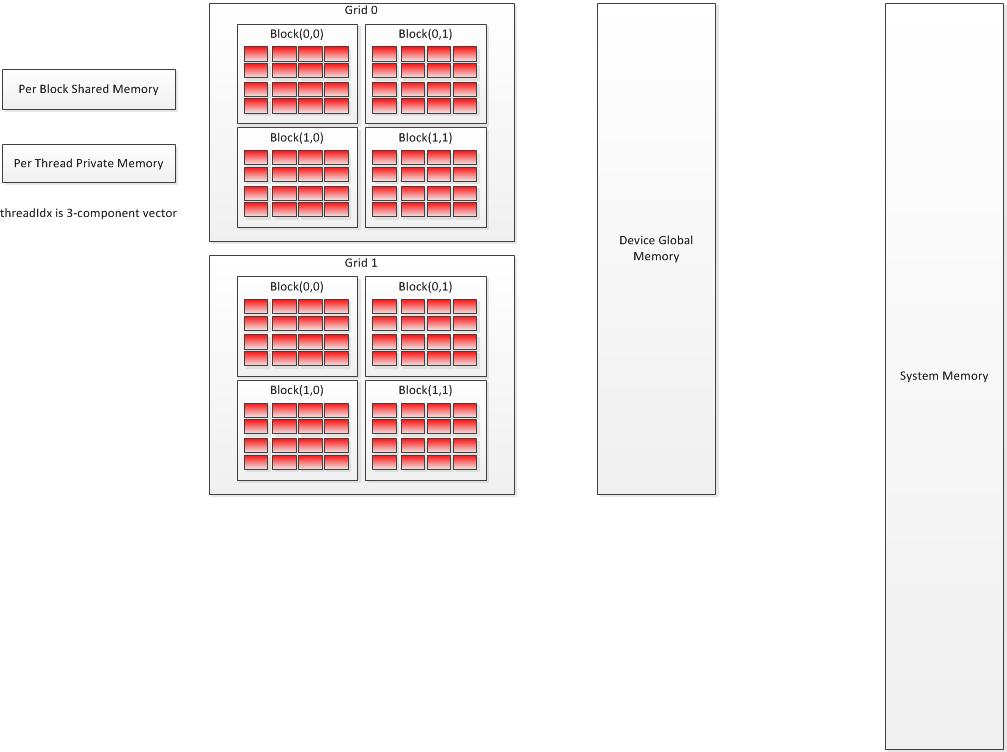 Per Block Shared Memory
Per Thread Private Memory
threadIdx is 3-component vector
Grid 0
Block(0,0)
Block(0,1)
Block(1,0)
Block(1,1)
Grid 1
Block(0,0)
Block(0,1)
Block(1,0)
Block(1,1)
Device Global
Memory
System Memory